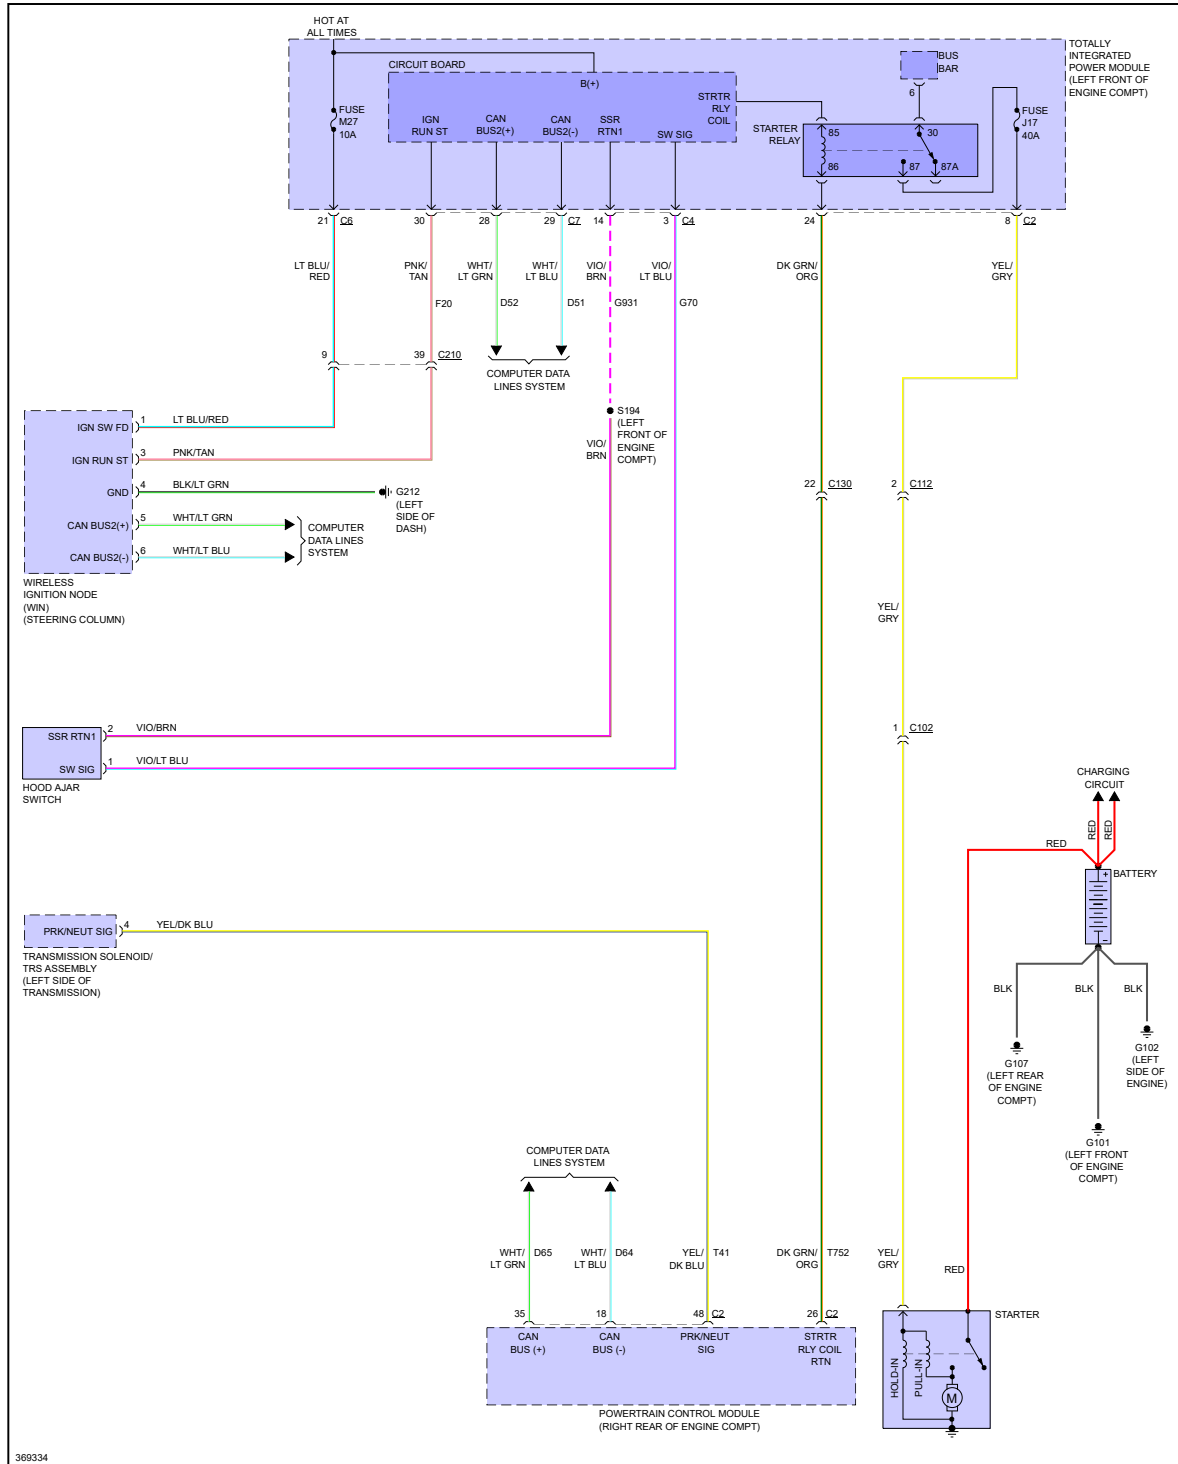 HOT AT
ALL TIMES
TOTALLY
INTEGRATED
POWER MODULE
(LEFT FRONT OF
ENGINE COMPT)
CIRCUIT BOARD
B(+)
BUS
BAR
6
FUSE
M27
10A
IGN
RUN ST
CAN
BUS2(+)
CAN
BUS2(-)
SSR
RTN1
SW SIG
STRTR
RLY
COIL
STARTER
RELAY
85
30
86
87
87A
FUSE
J17
40A
21
C6
30
28
29
C7
14
3
C4
24
8
C2
LT BLU/
RED
PNK/
TAN
WHT/
LT GRN
WHT/
LT BLU
VIO/
BRN
VIO/
LT BLU
DK GRN/
ORG
YEL/
GRY
F20
D52
D51
G931
G70
9
39
C210
COMPUTER DATA
LINES SYSTEM
S194
(LEFT
FRONT OF
ENGINE
COMPT)
VIO/
BRN
IGN SW FD
1
LT BLU/RED
IGN RUN ST
3
PNK/TAN
GND
4
BLK/LT GRN
G212
(LEFT
SIDE OF
DASH)
CAN BUS2(+)
5
WHT/LT GRN
CAN BUS2(-)
6
WHT/LT BLU
COMPUTER
DATA LINES
SYSTEM
WIRELESS
IGNITION NODE
(WIN)
(STEERING COLUMN)
22
C130
2
C112
YEL/
GRY
SSR RTN1
2
VIO/BRN
SW SIG
1
VIO/LT BLU
HOOD AJAR
SWITCH
1
C102
CHARGING
CIRCUIT
RED
RED
RED
+
BATTERY
-
PRK/NEUT SIG
4
YEL/DK BLU
TRANSMISSION SOLENOID/
TRS ASSEMBLY
(LEFT SIDE OF
TRANSMISSION)
BLK
BLK
BLK
G107
(LEFT REAR
OF ENGINE
COMPT)
G102
(LEFT
SIDE OF
ENGINE)
G101
(LEFT FRONT
OF ENGINE
COMPT)
COMPUTER DATA
LINES SYSTEM
WHT/
LT GRN
D65
WHT/
LT BLU
D64
YEL/
DK BLU
T41
DK GRN/
ORG
T752
YEL/
GRY
RED
35
18
48
C2
26
C2
CAN
BUS (+)
CAN
BUS (-)
PRK/NEUT
SIG
STRTR
RLY COIL
RTN
POWERTRAIN CONTROL MODULE
(RIGHT REAR OF ENGINE COMPT)
STARTER
HOLD-IN
PULL-IN
M
369334